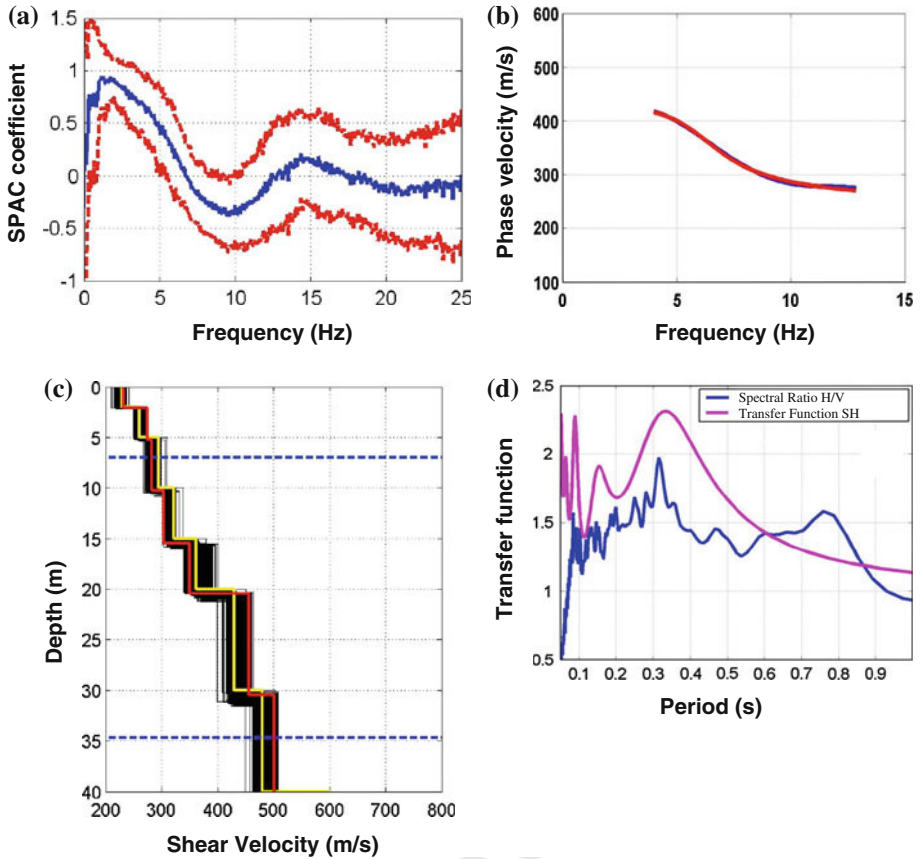 (a)
1.5
1
0.5
0
-0.5
-1
SPAC coefficient
0 5 10 15 20 25
Frequency (Hz)
(b)
600
500
400
300
200
100
Phase velocity (m/s)
0 5 10 15
Frequency (Hz)
(c)
0
5
10
15
20
25
30
35
40
Depth (m)
200 300 400 500 600 700 800
Shear Velocity (m/s)
(d)
2.5
2
1.5
1
0.5
Transfer function
Spectral Ratio H/V
Transfer Function SH
0.1 0.2 0.3 0.4 0.5 0.6 0.7 0.8 0.9
Period (s)